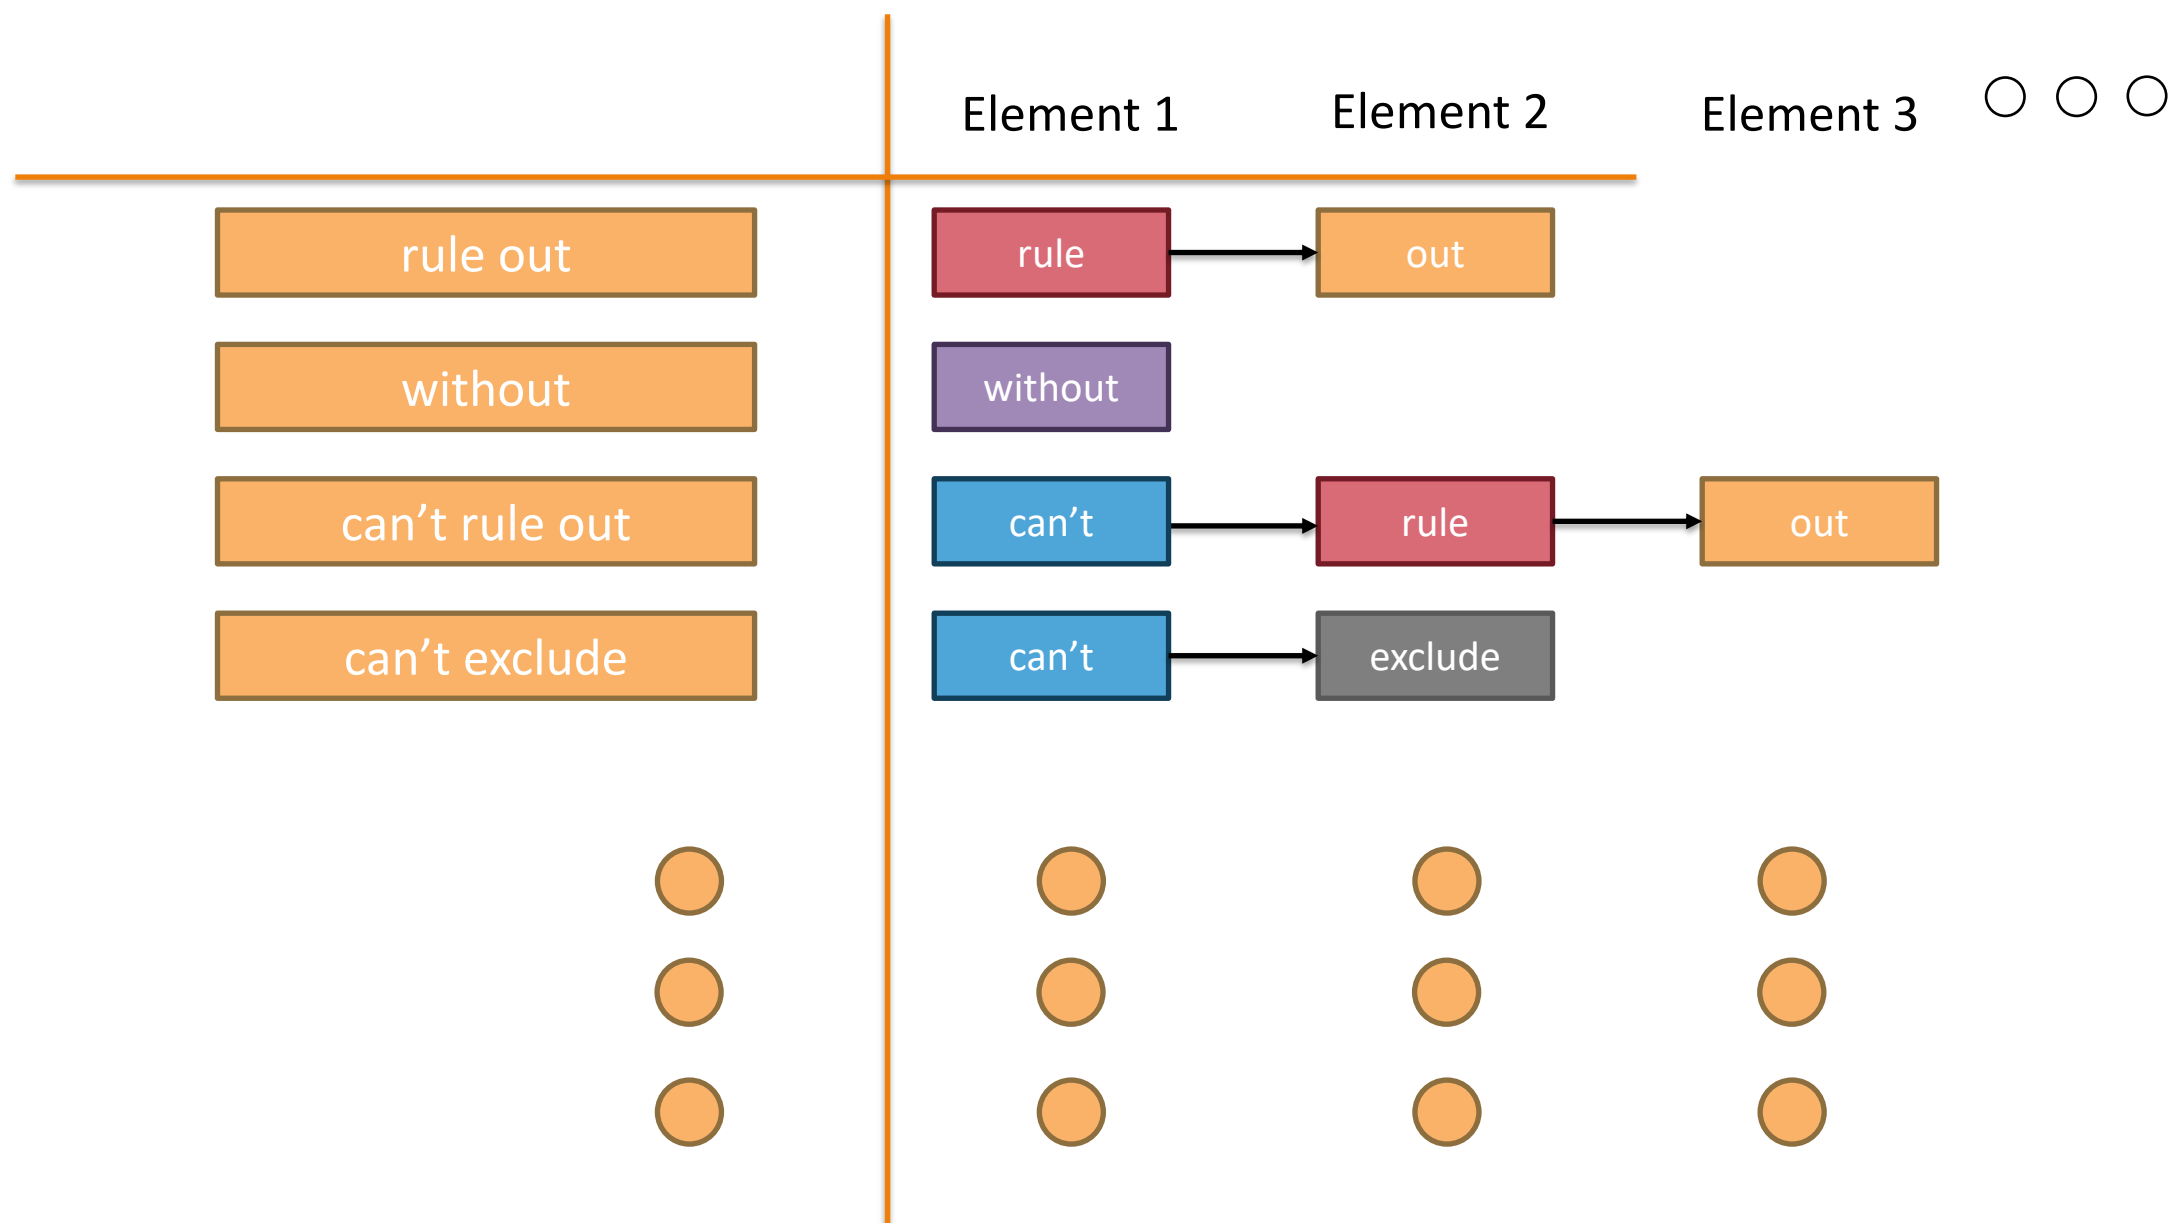 Element 1 Element 2 Element 3
rule out rule out
without without
can’t rule out can’t rule out
can’t exclude can’t exclude